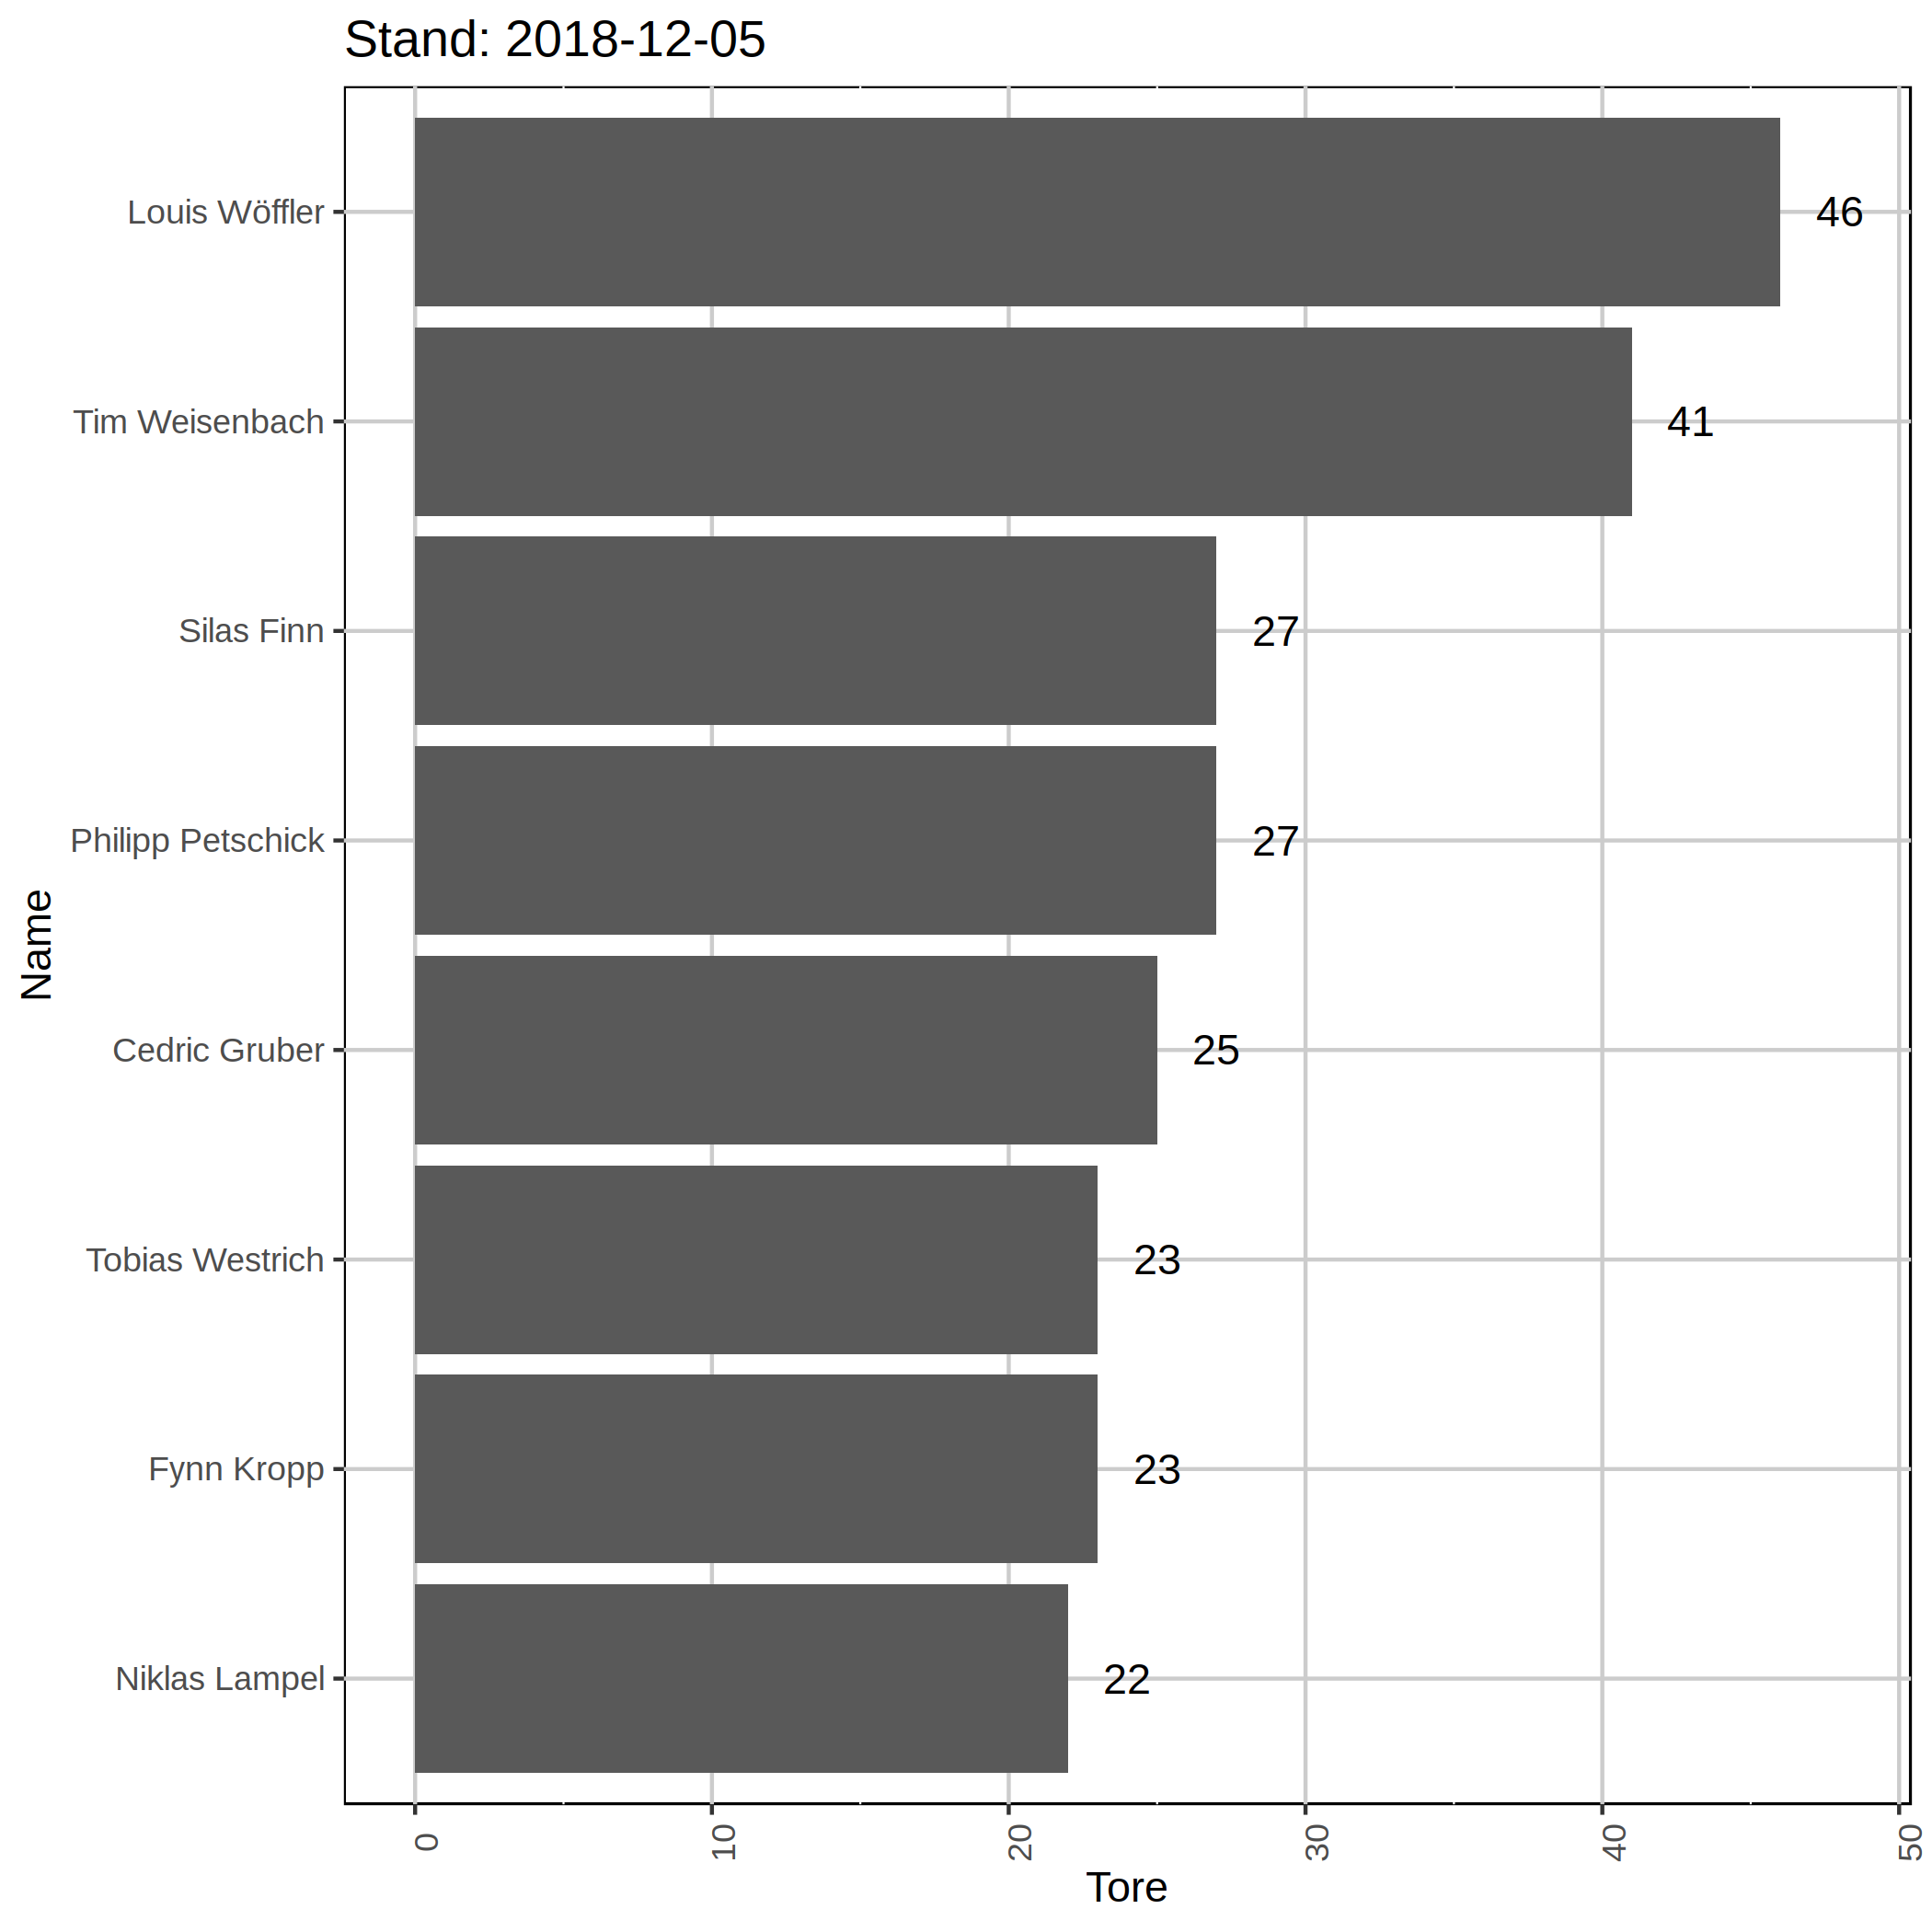 Stand: 2018-12-05
Louis Wöffler
46
Tim Weisenbach
41
Silas Finn
27
Philipp Petschick
27
Cedric Gruber
25
Tobias Westrich
23
Fynn Kropp
23
Niklas Lampel
22
Name
0
10
20
30
40
50
Tore